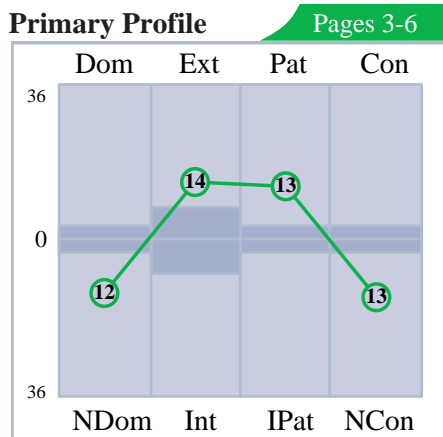 Primary Profile Pages 3-6
Dom Ext Pat Con
36
14 13
0
12 13
36
NDom Int IPat NCon